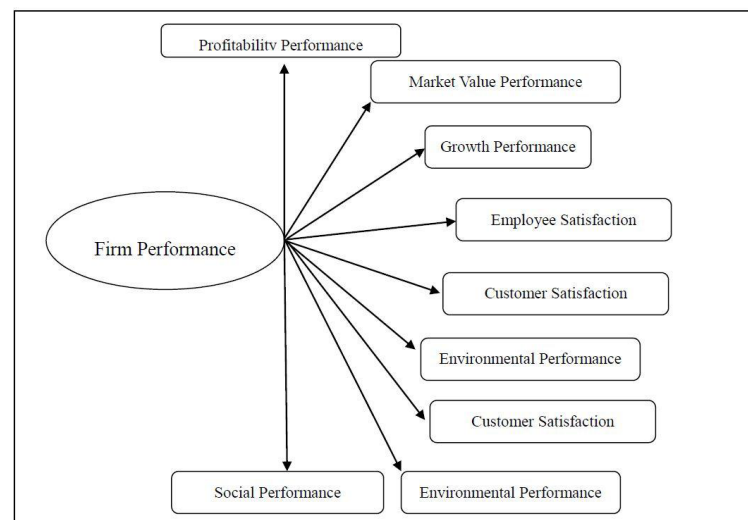 Profitability Performance
Market Value Performance
Growth Performance
Employee Satisfaction
Firm Performance
Customer Satisfaction
Environmental Performance
Customer Satisfaction
Social Performance
Environmental Performance